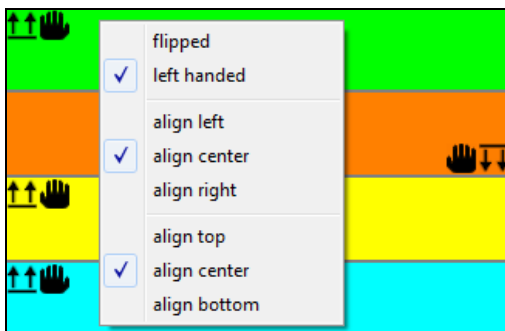 flipped
left handed
align left
align center
align right
align top
align center
align bottom